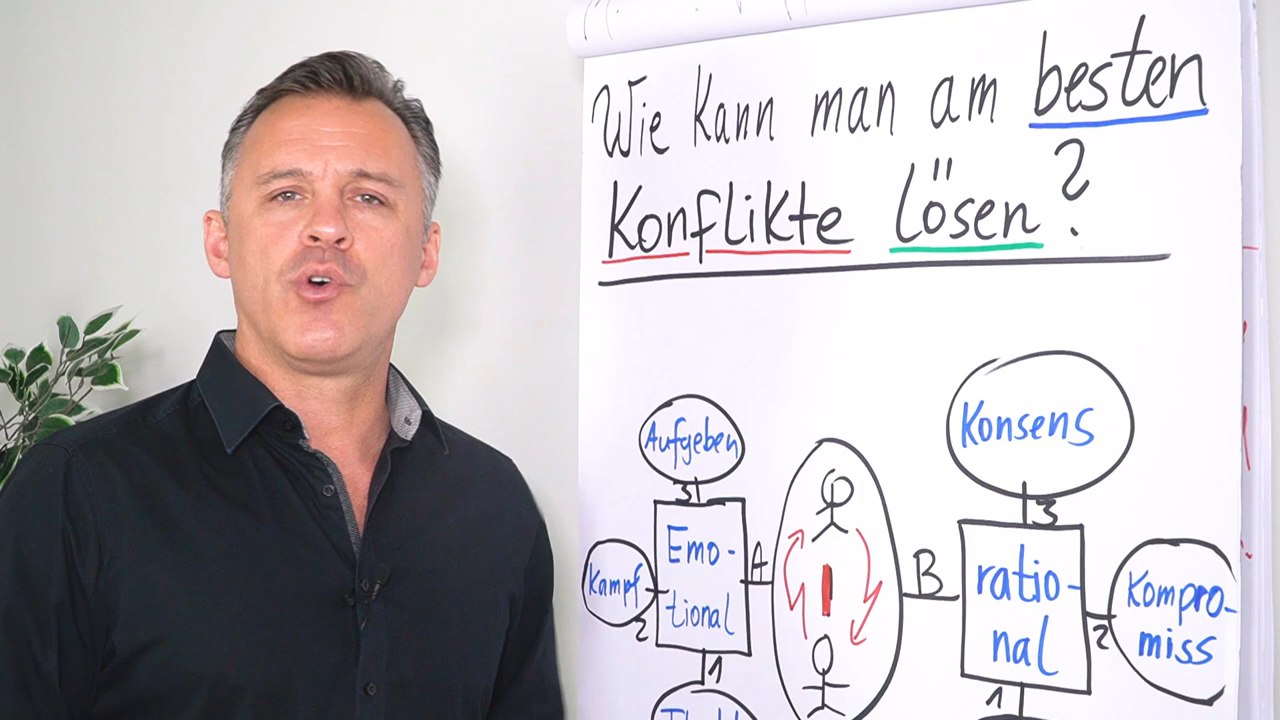 Wie kann man am besten
Konflikte lösen?
Konsens
Aufgeben
3
3
Emo-
tional
A
B
ratio-
nal
Kampf
2
Kompro-
miss
2
1
1